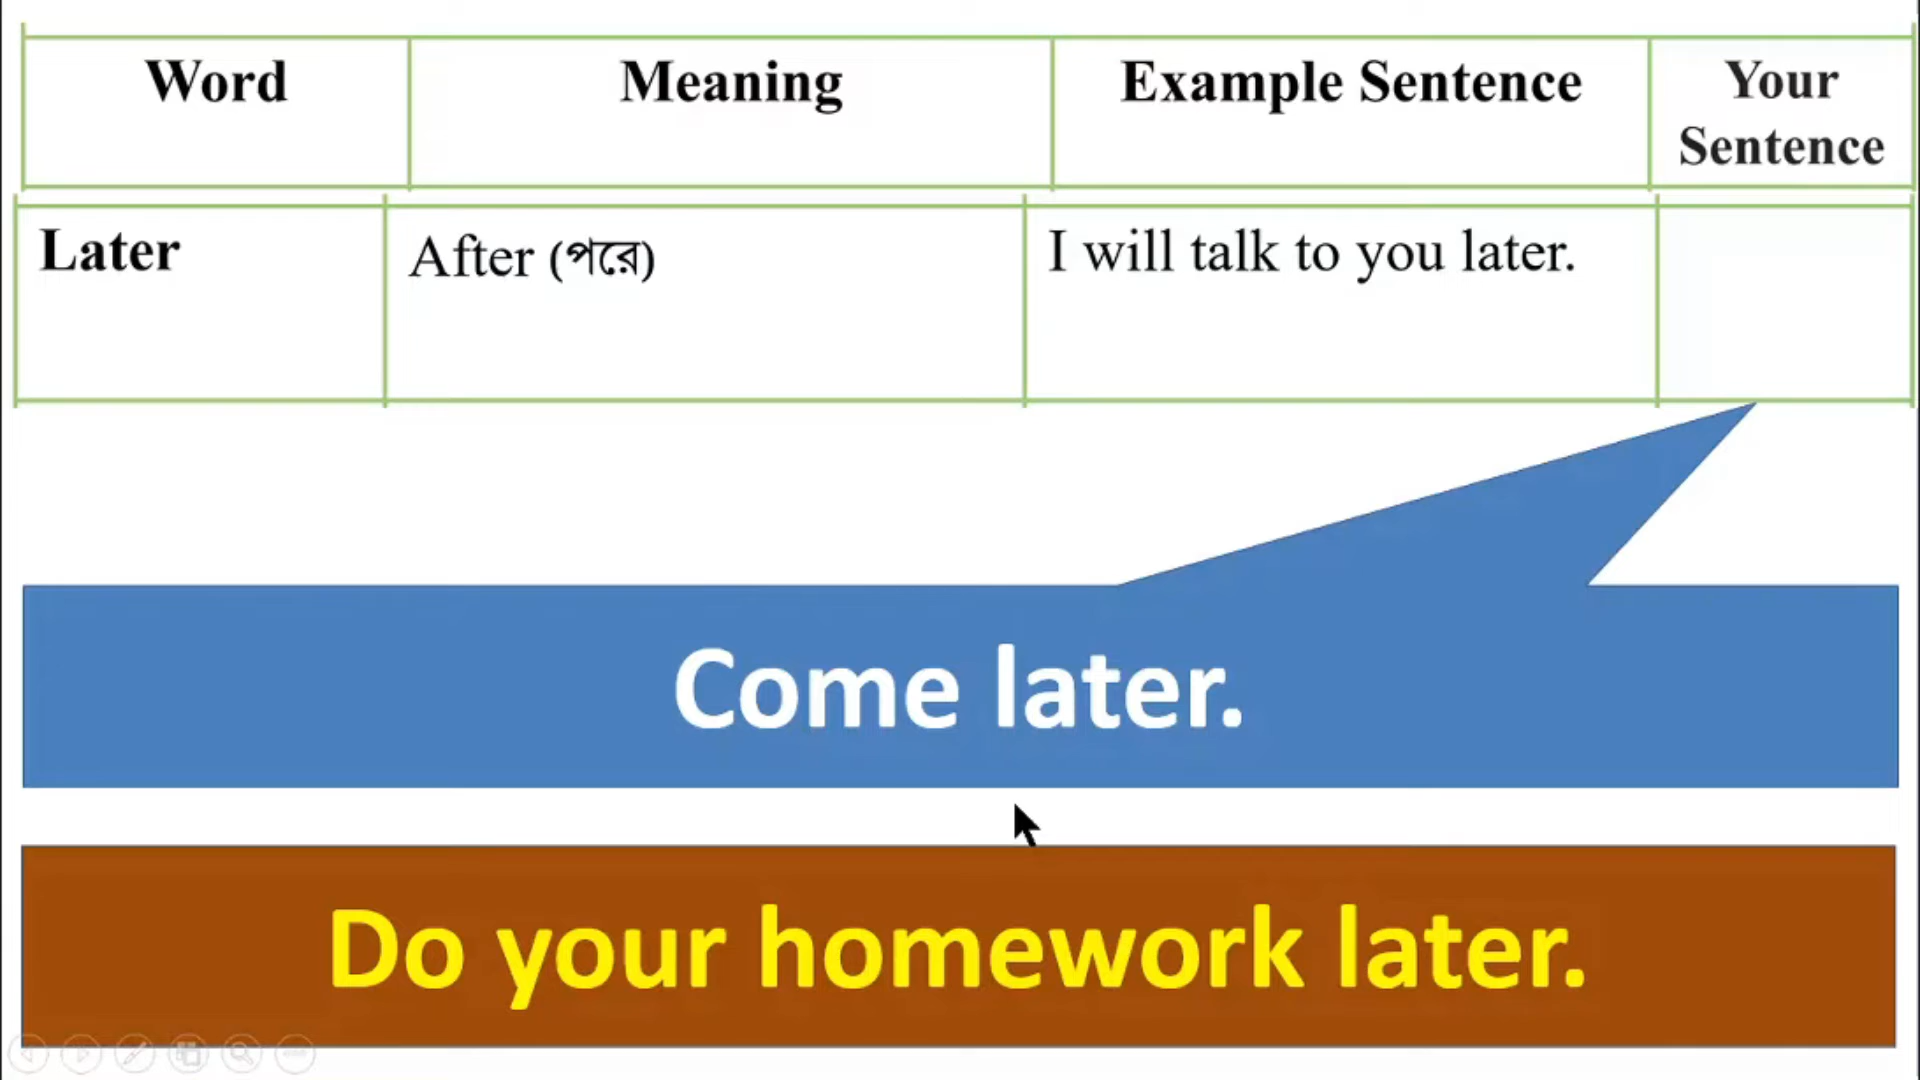 Word
Meaning
Example Sentence
Your
Sentence
Later
After (পরে)
I will talk to you later.
Come later.
Do your homework later.